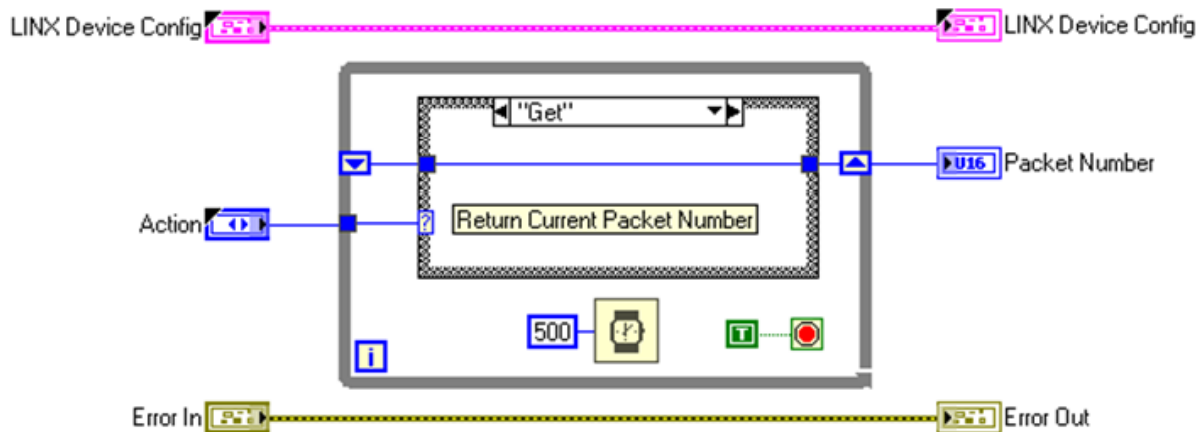 LINX Device Config
LINX Device Config
"Get"
U16
Packet Number
Action
?
Return Current Packet Number
500
T
i
Error In
Error Out